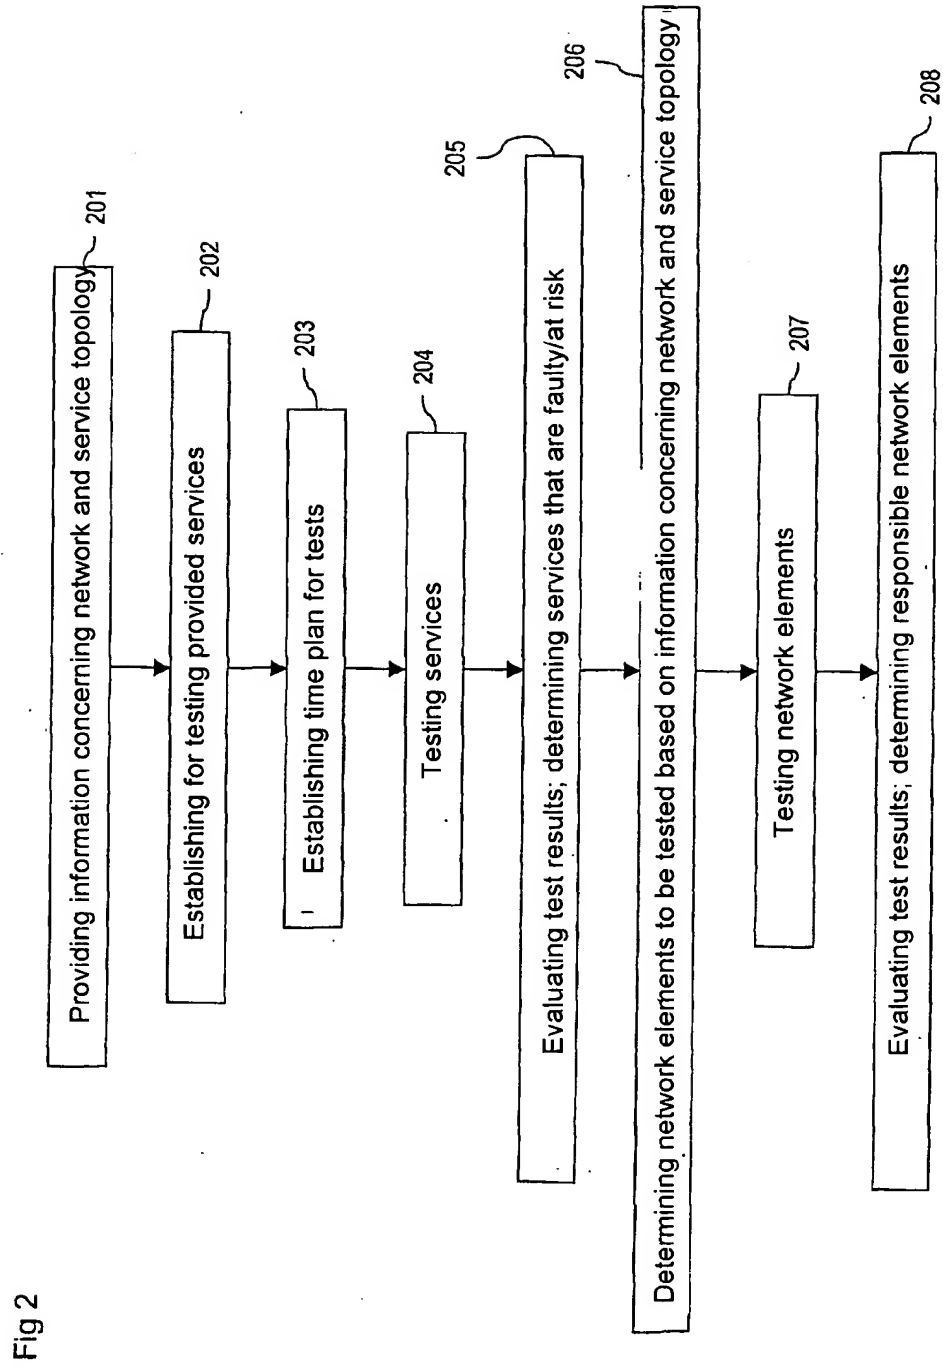 Fig 2
Providing information concerning network and service topology
201
Establishing for testing provided services
202
Establishing time plan for tests
203
Testing services
204
Evaluating test results; determining services that are faulty/at risk
205
Determining network elements to be tested based on information concerning network and service topology
206
Testing network elements
207
Evaluating test results; determining responsible network elements
208